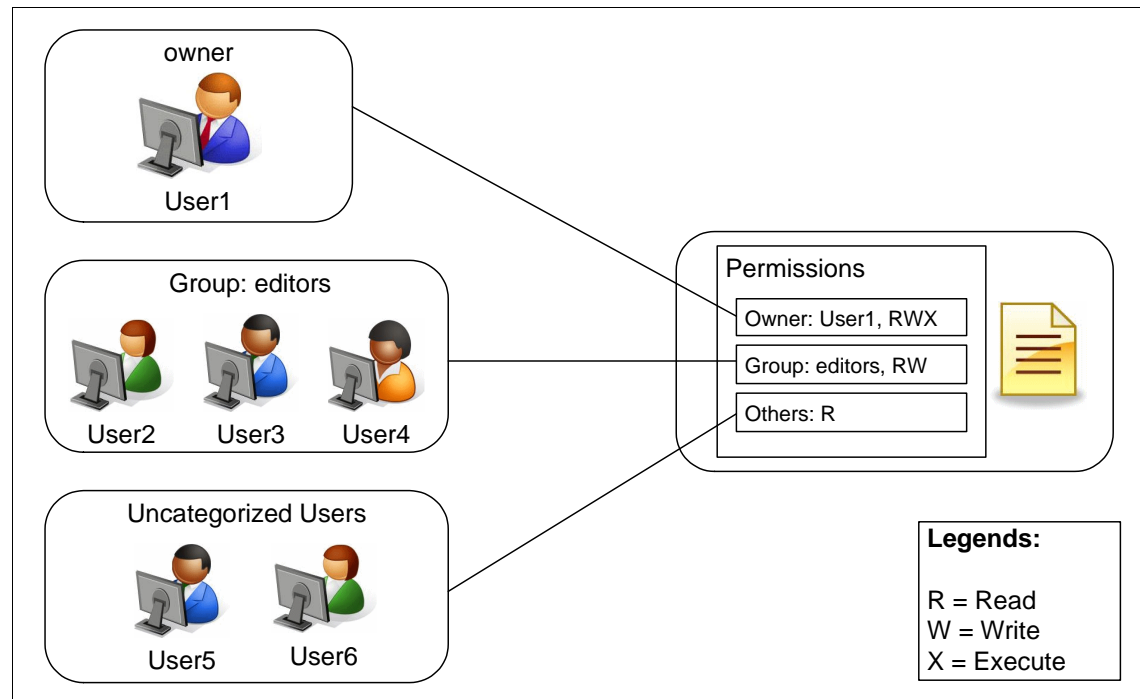 owner
User1
Group: editors
User2
User3
User4
Uncategorized Users
User5
User6
Permissions
Owner: User1, RWX
Group: editors, RW
Others: R
Legends:
R = Read
W = Write
X = Execute